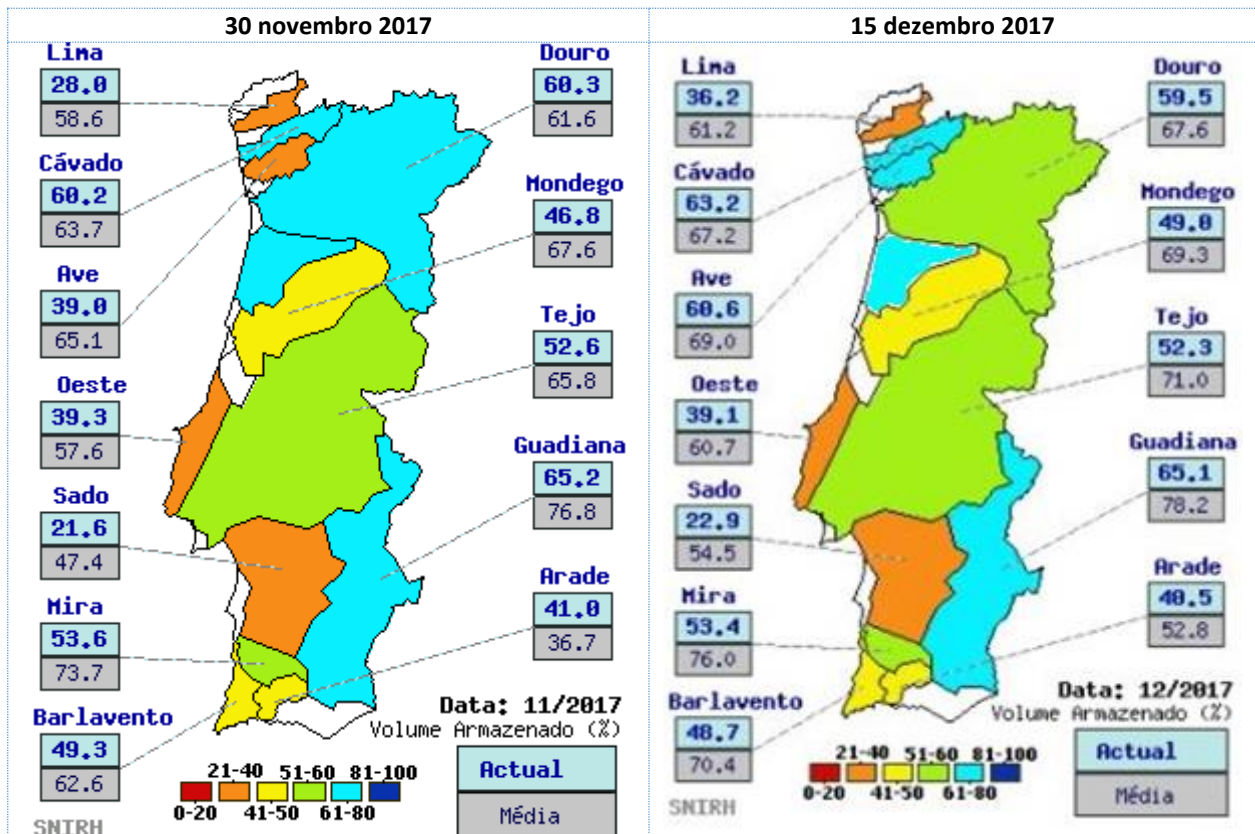 30 novembro 2017
Lima
28.0
58.6
Douro
60.3
61.6
Cávado
60.2
63.7
Mondego
46.8
67.6
Ave
39.0
65.1
Tejo
52.6
65.8
Oeste
39.3
57.6
Guadiana
65.2
76.8
Sado
21.6
47.4
Arade
41.0
36.7
Mira
53.6
73.7
Barlavento
49.3
62.6
Data: 11/2017
Volume Armazenado (%)
21-40 51-60 81-100
0-20 41-50 61-80
Actual
Média
SNIRH
15 dezembro 2017
Lima
36.2
61.2
Douro
59.5
67.6
Cávado
63.2
67.2
Mondego
49.0
69.3
Ave
60.6
69.0
Tejo
52.3
71.0
Oeste
39.1
60.7
Guadiana
65.1
78.2
Sado
22.9
54.5
Arade
40.5
52.8
Mira
53.4
76.0
Barlavento
48.7
70.4
Data: 12/2017
Volume Armazenado (%)
21-40 51-60 81-100
0-20 41-50 61-80
Actual
Média
SNIRH